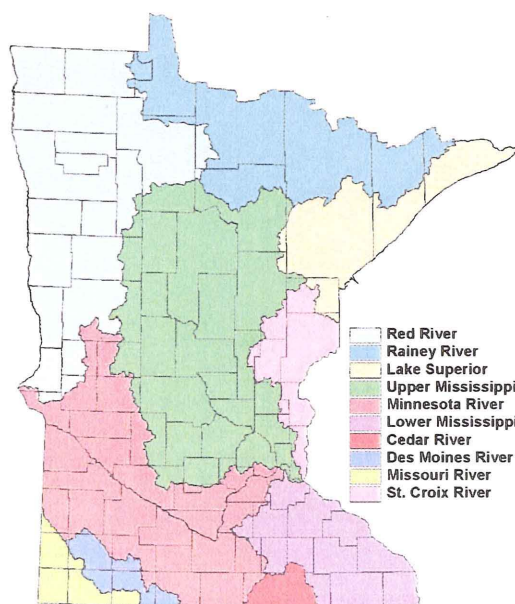 Red River
Rainey River
Lake Superior
Upper Mississippi
Minnesota River
Lower Mississippi
Cedar River
Des Moines River
Missouri River
St. Croix River